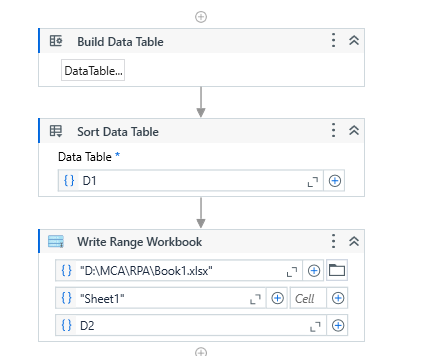 Build Data Table
DataTable...
Sort Data Table
Data Table *
{} D1
Write Range Workbook
{} "D:\MCA\RPA\Book1.xlsx"
{} "Sheet1" Cell
{} D2